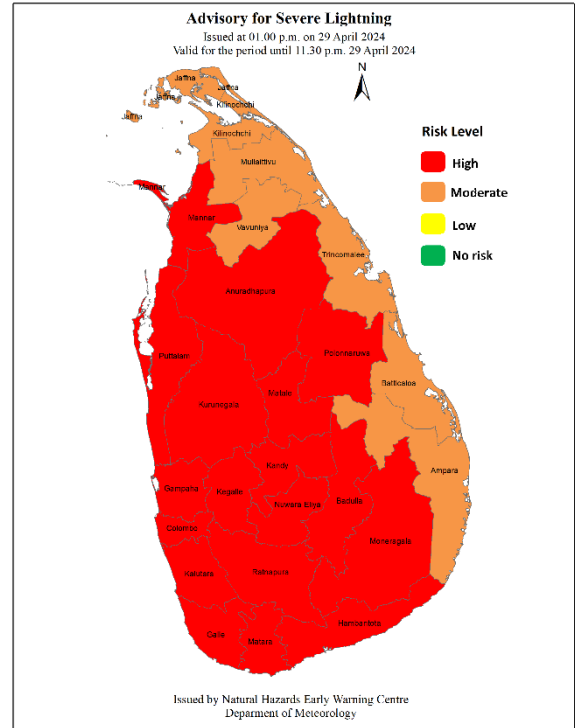 Advisory for Severe Lightning
Issued at 01.00 p.m. on 29 April 2024
Valid for the period until 11.30 p.m. 29 April 2024
N
Jaffna
Jaffna
Jaffna
Jaffna
Kilinochchi
Kilinochchi
Mullaittivu
Mannar
Mannar
Vavuniya
Trincomalee
Anuradhapura
Puttalam
Polonnaruwa
Batticaloa
Kurunegala
Matale
Ampara
Kandy
Gampaha
Kegalle
Nuwara Eliya
Badulla
Colombo
Moneragala
Kalutara
Ratnapura
Hambantota
Galle
Matara
Risk Level
High
Moderate
Low
No risk
Issued by Natural Hazards Early Warning Centre
Deparment of Meteorology